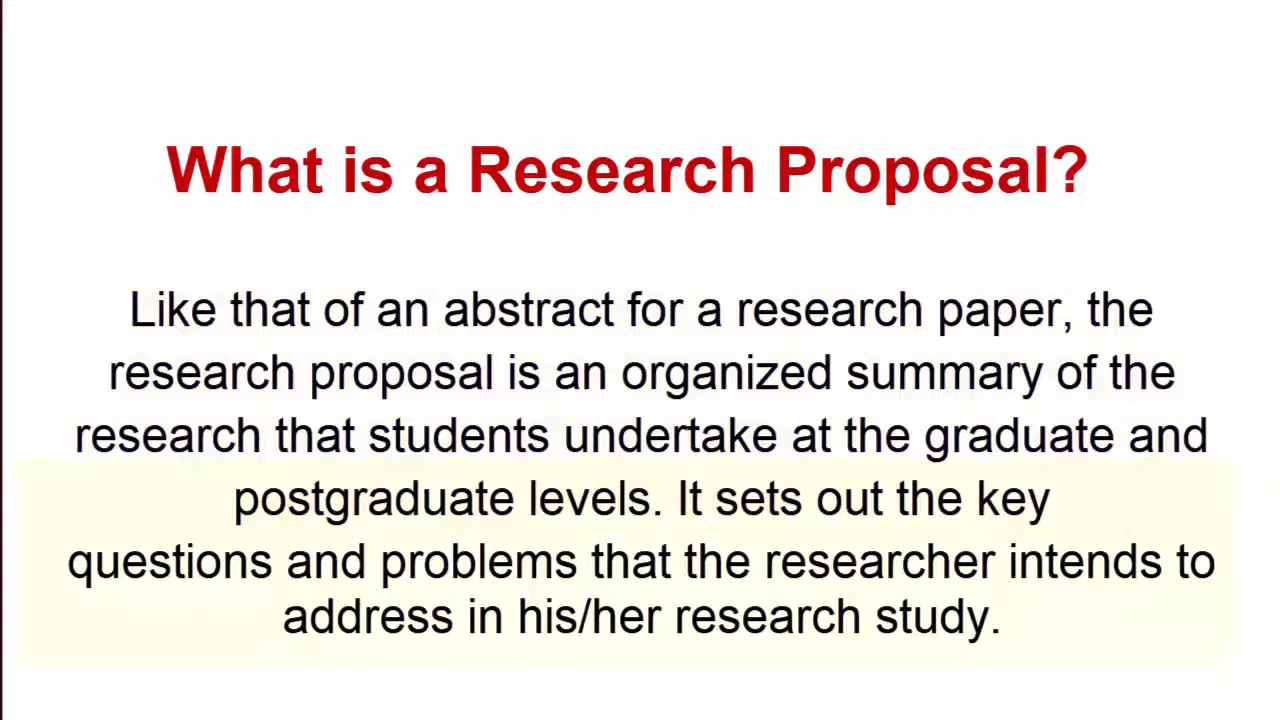 What is a Research Proposal?
Like that of an abstract for a research paper, the
research proposal is an organized summary of the
research that students undertake at the graduate and
postgraduate levels. It sets out the key
questions and problems that the researcher intends to
address in his/her research study.